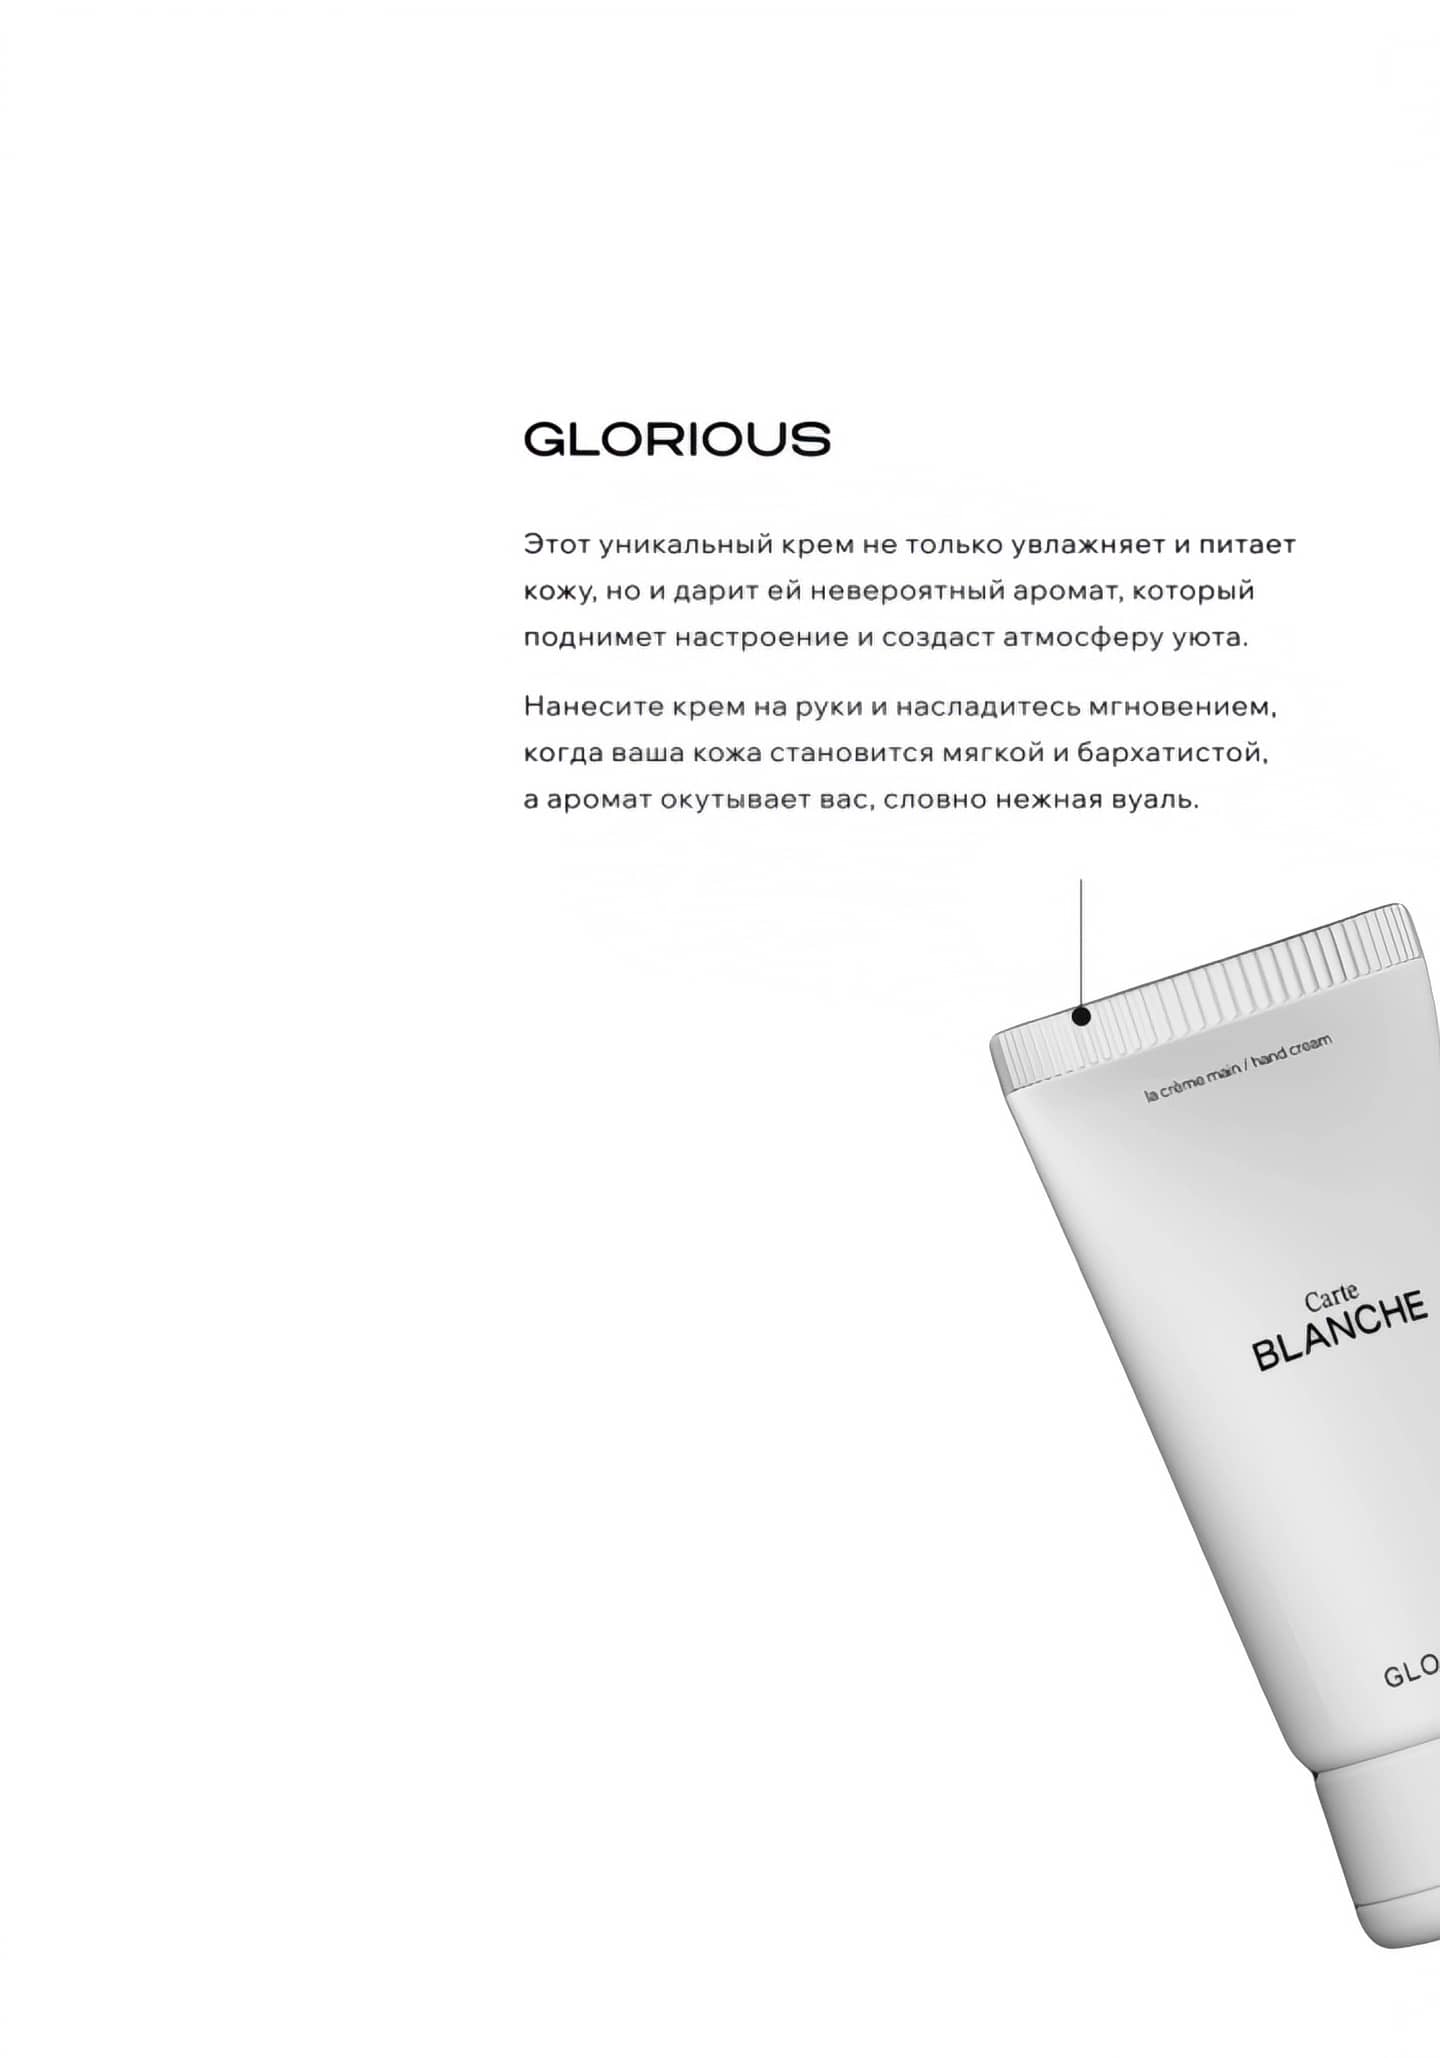 GLORIOUS
Этот уникальный крем не только увлажняет и питает
кожу, но и дарит ей невероятный аромат, который
поднимет настроение и создаст атмосферу уюта.
Нанесите крем на руки и насладитесь мгновением,
когда ваша кожа становится мягкой и бархатистой,
а аромат окутывает вас, словно нежная вуаль.
la crème main / hand cream
Carte
BLANCHE
GLO